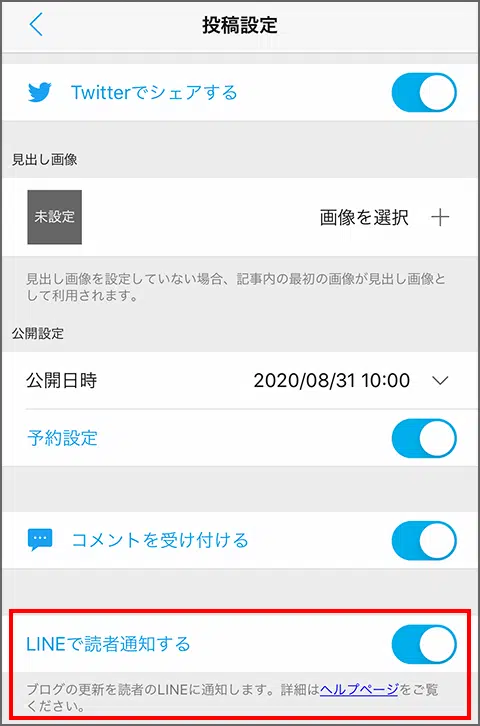 投稿設定
Twitterでシェアする
見出し画像
未設定
画像を選択
見出し画像を設定していない場合、記事内の最初の画像が見出し画像と
して利用されます。
公開設定
公開日時 2020/08/31 10:00
予約設定
コメントを受け付ける
LINEで読者通知する
ブログの更新を読者のLINEに通知します。詳細はヘルプページをご覧
ください。